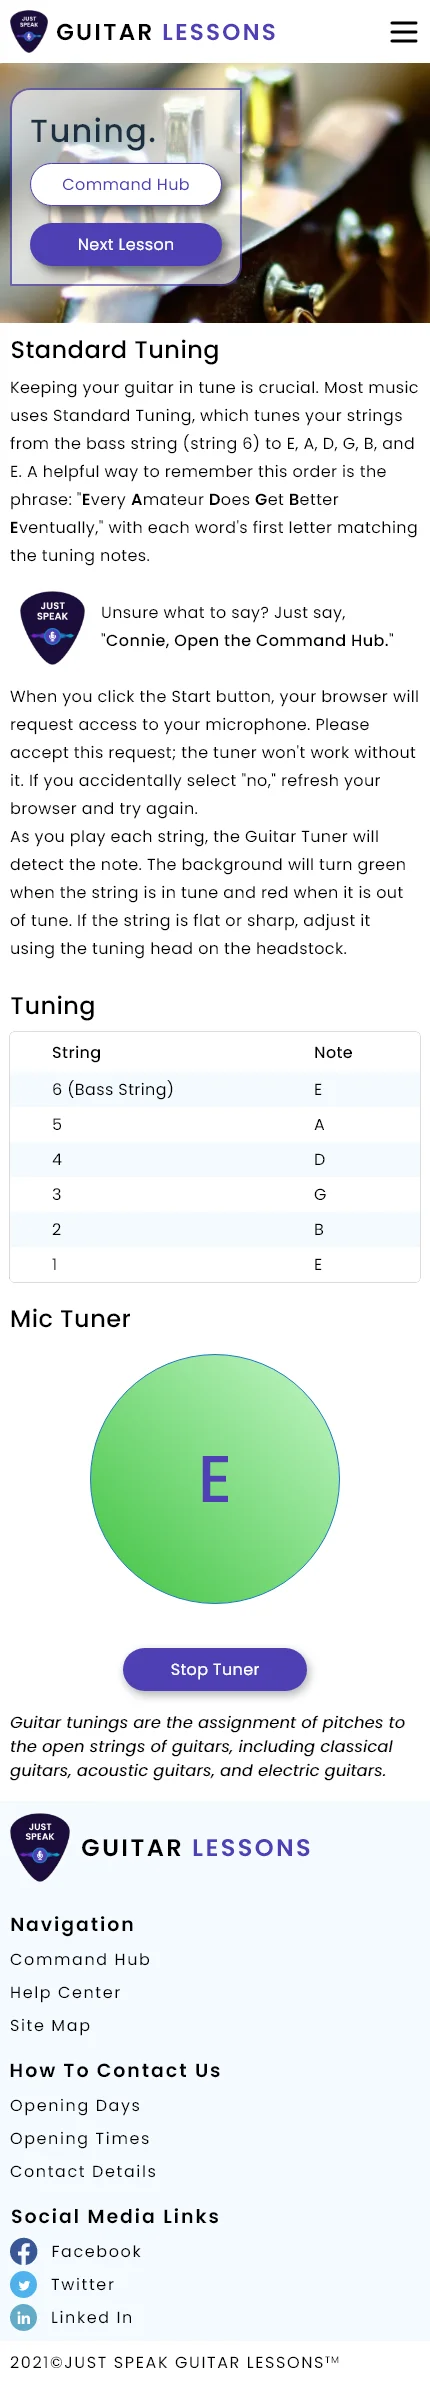 JUST
SPEAK
GUITAR LESSONS
Tuning.
Command Hub
Next Lesson
Standard Tuning
Keeping your guitar in tune is crucial. Most music
uses Standard Tuning, which tunes your strings
from the bass string (string 6) to E, A, D, G, B, and
E. A helpful way to remember this order is the
phrase: "Every Amateur Does Get Better
Eventually," with each word's first letter matching
the tuning notes.
JUST
SPEAK
Unsure what to say? Just say,
"Connie, Open the Command Hub."
When you click the Start button, your browser will
request access to your microphone. Please
accept this request; the tuner won't work without
it. If you accidentally select "no," refresh your
browser and try again.
As you play each string, the Guitar Tuner will
detect the note. The background will turn green
when the string is in tune and red when it is out
of tune. If the string is flat or sharp, adjust it
using the tuning head on the headstock.
Tuning
String Note
6 (Bass String) E
5 A
4 D
3 G
2 B
1 E
Mic Tuner
E
Stop Tuner
Guitar tunings are the assignment of pitches to
the open strings of guitars, including classical
guitars, acoustic guitars, and electric guitars.
JUST
SPEAK
GUITAR LESSONS
Navigation
Command Hub
Help Center
Site Map
How To Contact Us
Opening Days
Opening Times
Contact Details
Social Media Links
Facebook
Twitter
Linked In
2021©JUST SPEAK GUITAR LESSONS™